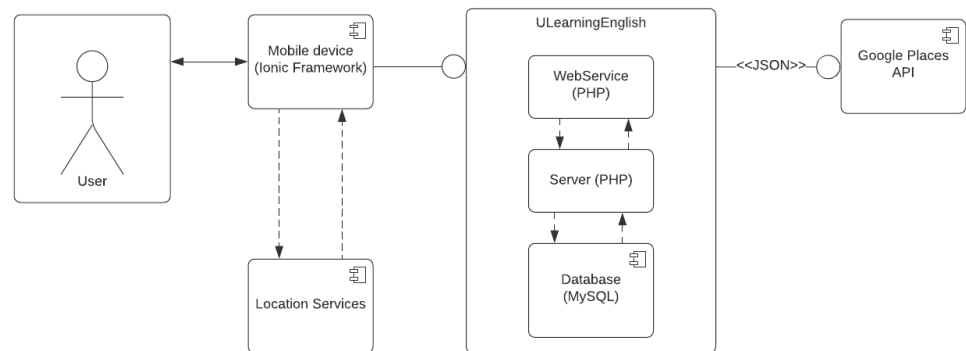 User
Mobile device
(Ionic Framework)
Location Services
ULearningEnglish
WebService
(PHP)
Server (PHP)
Database
(MySQL)
<<JSON>>
Google Places
API